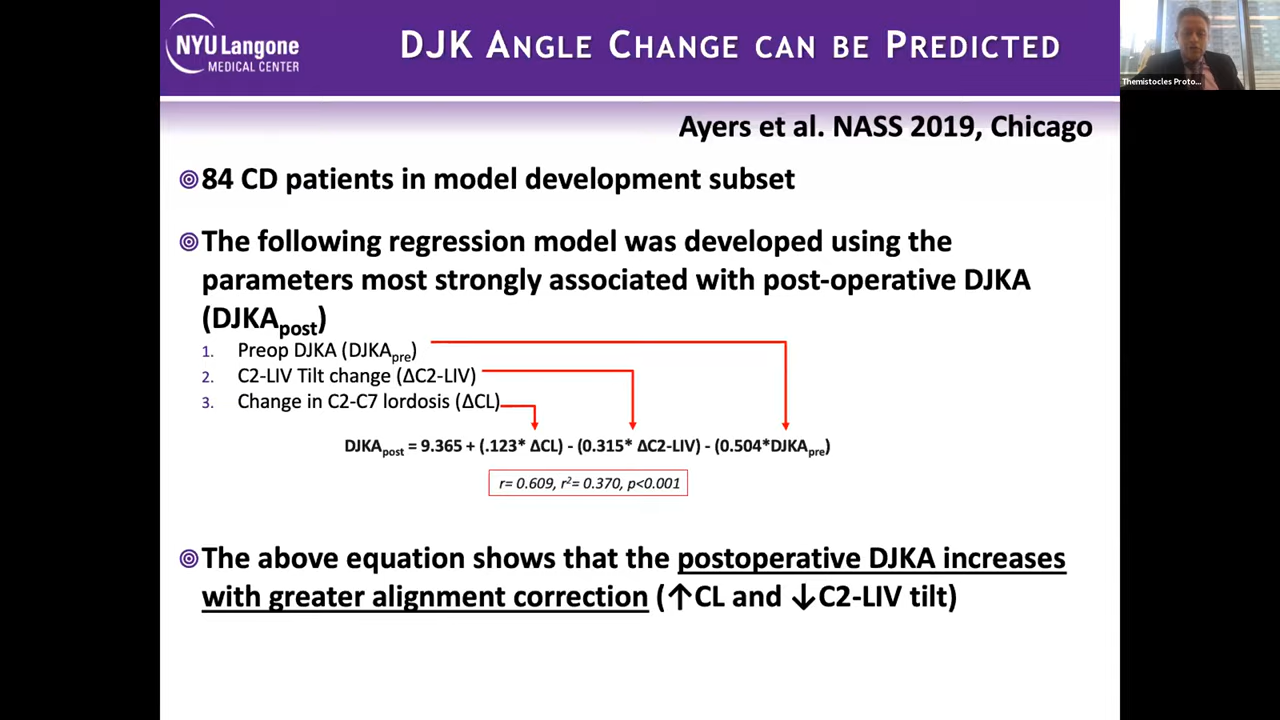 NYU Langone
MEDICAL CENTER
DJK ANGLE CHANGE CAN BE PREDICTED
Themistocles Proto...
Ayers et al. NASS 2019, Chicago
84 CD patients in model development subset
The following regression model was developed using the
parameters most strongly associated with post-operative DJKA
(DJKApost)
1. Preop DJKA (DJKApre)
2. C2-LIV Tilt change (ΔC2-LIV)
3. Change in C2-C7 lordosis (ΔCL)
DJKApost = 9.365 + (.123* ΔCL) - (0.315* ΔC2-LIV) - (0.504*DJKApre)
r= 0.609, r²= 0.370, p<0.001
The above equation shows that the postoperative DJKA increases
with greater alignment correction (↑CL and ↓C2-LIV tilt)